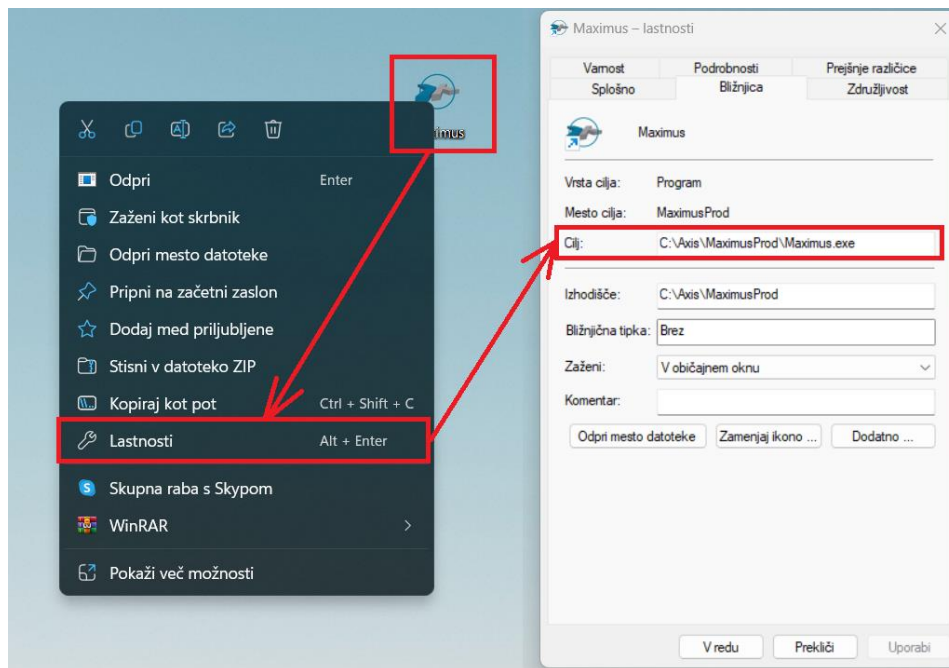 Odpri Enter
Zaženi kot skrbnik
Odpri mesto datoteke
Pripni na začetni zaslon
Dodaj med priljubljene
Stisni v datoteko ZIP
Kopiraj kot pot Ctrl + Shift + C
Lastnosti Alt + Enter
Skupna raba s Skypom
WinRAR
Pokaži več možnosti
Maximus – lastnosti
Varnost Podrobnosti Prejšnje različice
Splošno Bližnjica Združljivost
Maximus
Vrsta cilja: Program
Mesto cilja: MaximusProd
Cilj: C:\Axis\MaximusProd\Maximus.exe
Izhodišče: C:\Axis\MaximusProd
Bližnjična tipka: Brez
Zaženi: V običajnem oknu
Komentar:
Odpri mesto datoteke Zamenjaj ikono ... Dodatno ...
V redu Prekliči Uporabi